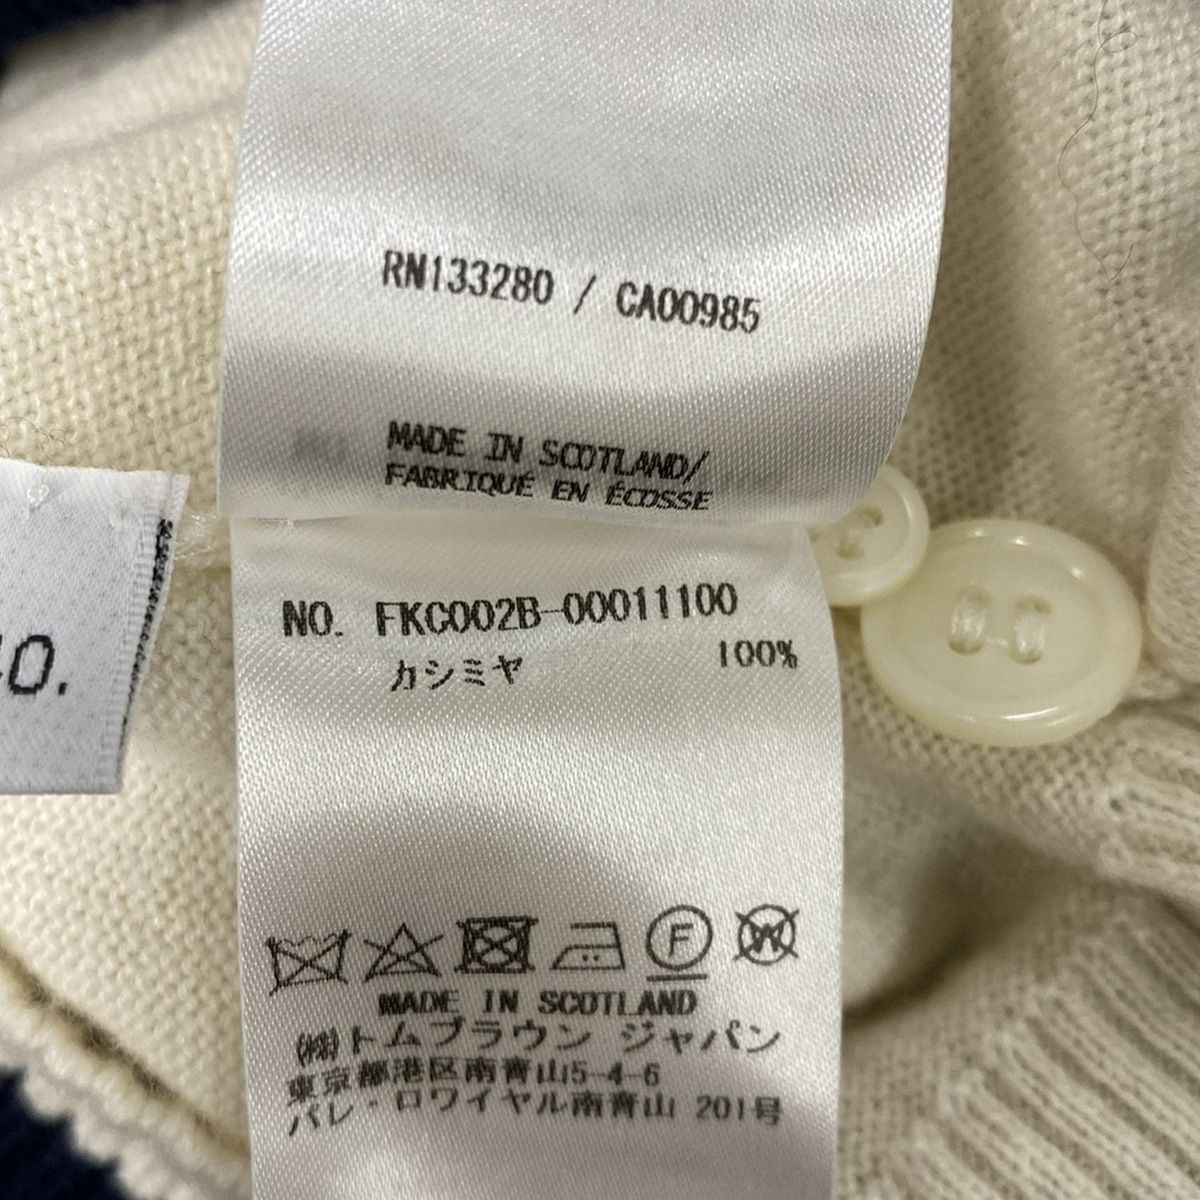 RN133280 / CA00985
MADE IN SCOTLAND/
FABRIQUÉ EN ÉCOSSE
0.
NO. FKC002B-00011100
カシミヤ 100%
F W
MADE IN SCOTLAND
(株)トムブラウン ジャパン
東京都港区南青山5-4-6
パレ・ロワイヤル南青山 201号